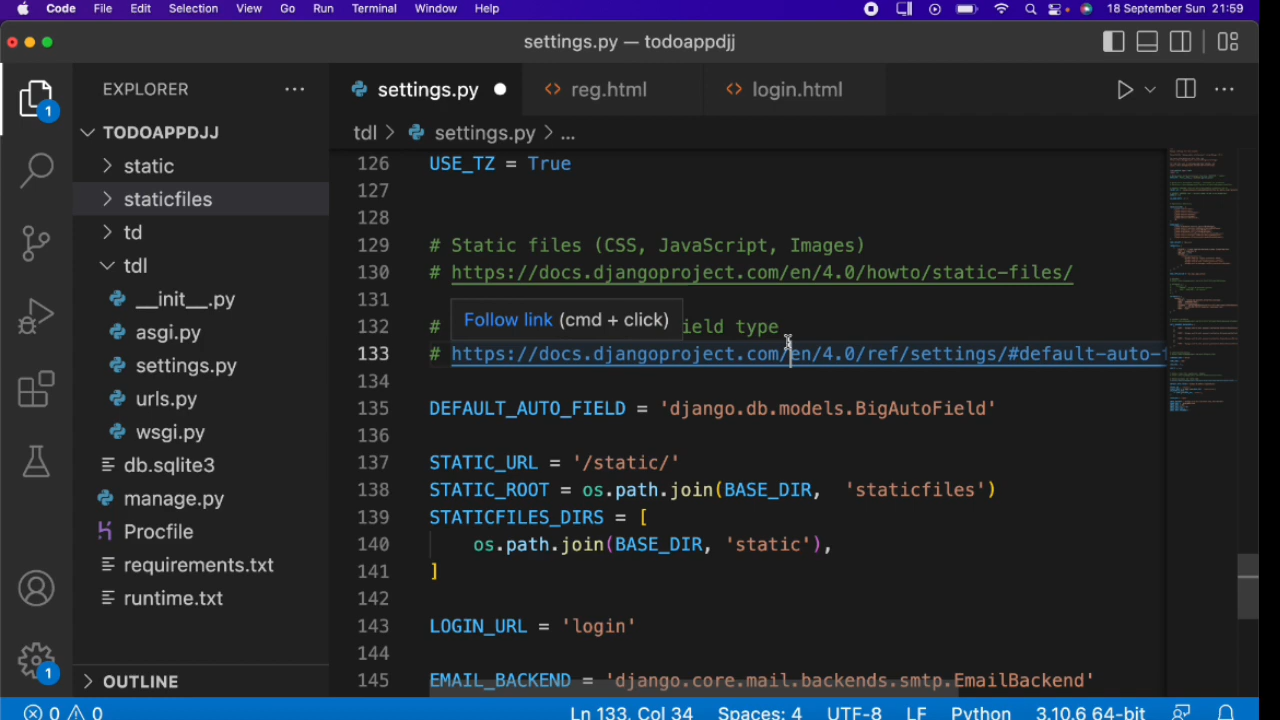 Code File Edit Selection View Go Run Terminal Window Help 18 September Sun 21:59
settings.py — todoappdjj
EXPLORER
settings.py reg.html login.html
TODOAPPDJJ
tdl > settings.py > ...
static
staticfiles
td
tdl
__init__.py
asgi.py
settings.py
urls.py
wsgi.py
db.sqlite3
manage.py
Procfile
requirements.txt
runtime.txt
OUTLINE
1
1
126 USE_TZ = True
127
128
129 # Static files (CSS, JavaScript, Images)
130 # https://docs.djangoproject.com/en/4.0/howto/static-files/
131
Follow link (cmd + click)
132 # ield type
133 # https://docs.djangoproject.com/en/4.0/ref/settings/#default-auto-
134
135 DEFAULT_AUTO_FIELD = 'django.db.models.BigAutoField'
136
137 STATIC_URL = '/static/'
138 STATIC_ROOT = os.path.join(BASE_DIR, 'staticfiles')
139 STATICFILES_DIRS = [
140 os.path.join(BASE_DIR, 'static'),
141 ]
142
143 LOGIN_URL = 'login'
144
145 EMAIL_BACKEND = 'django.core.mail.backends.smtp.EmailBackend'
0 0 Ln 133, Col 34 Spaces: 4 UTF-8 LF Python 3.10.6 64-bit